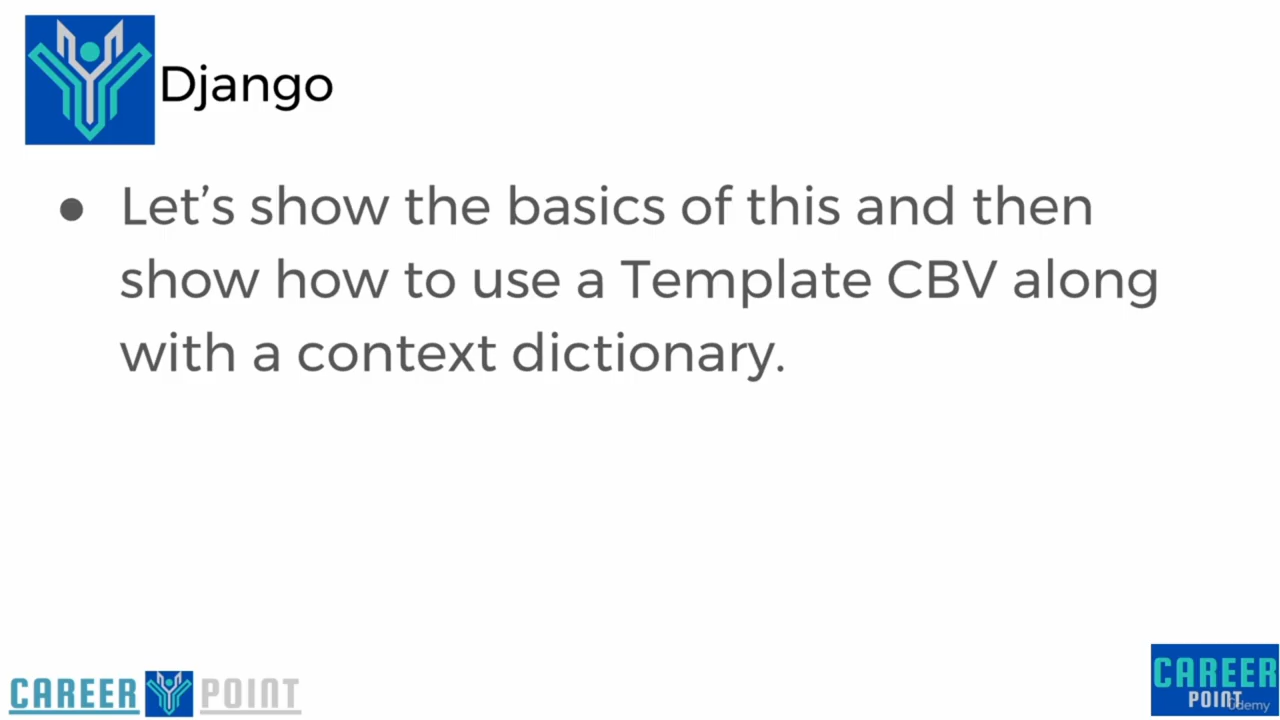 Django
● Let’s show the basics of this and then
show how to use a Template CBV along
with a context dictionary.
CAREER POINT
CAREER
POINT
ûdemy